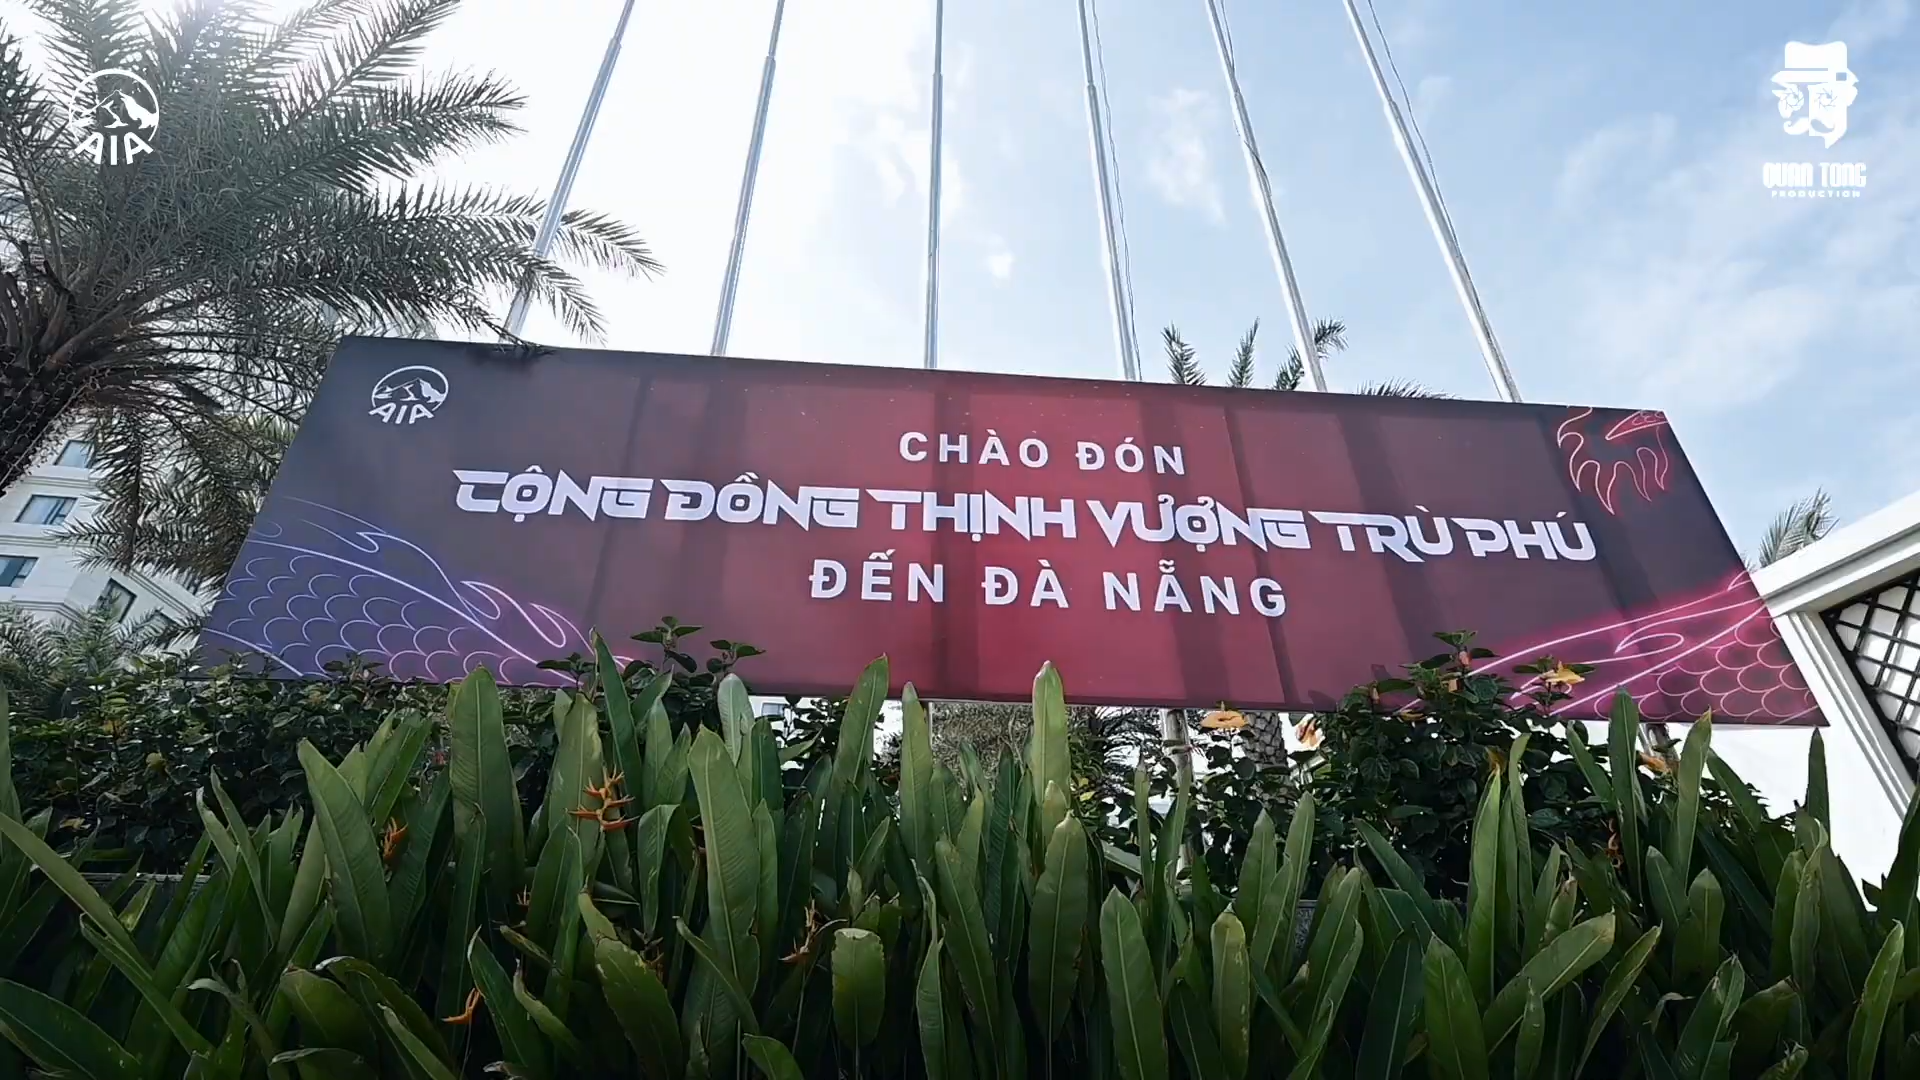 AIA
QUAN TONG
PRODUCTION
AIA
CHÀO ĐÓN
CỘNG ĐỒNG THỊNH VƯỢNG TRÙ PHÚ
ĐẾN ĐÀ NẴNG